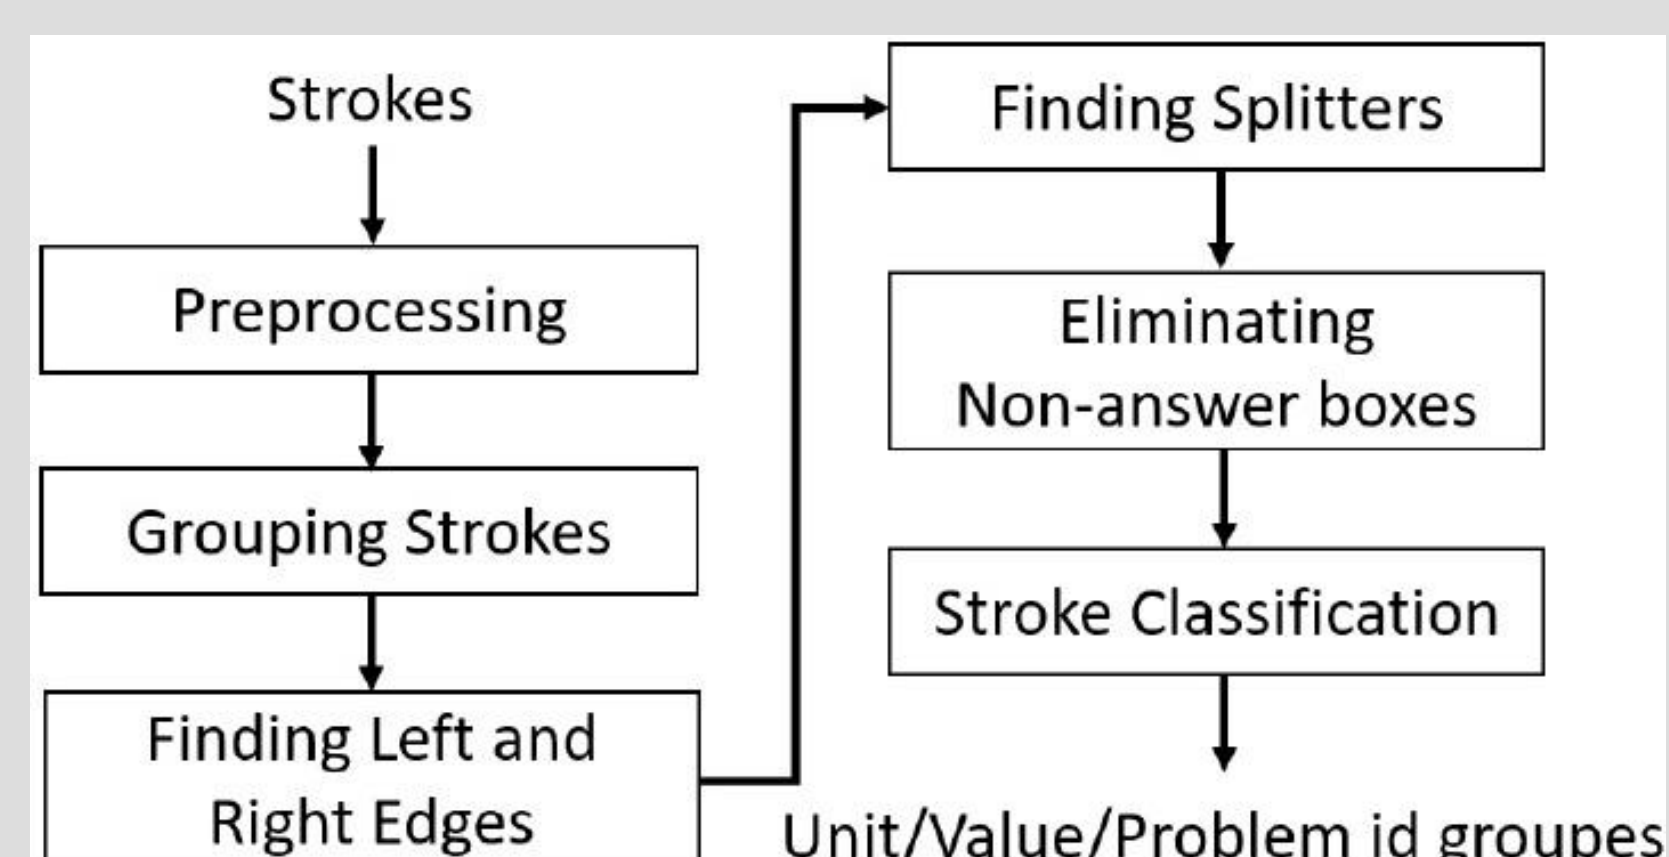 Strokes
Preprocessing
Grouping Strokes
Finding Left and
Right Edges
Finding Splitters
Eliminating
Non-answer boxes
Stroke Classification
Unit/Value/Problem id groupes